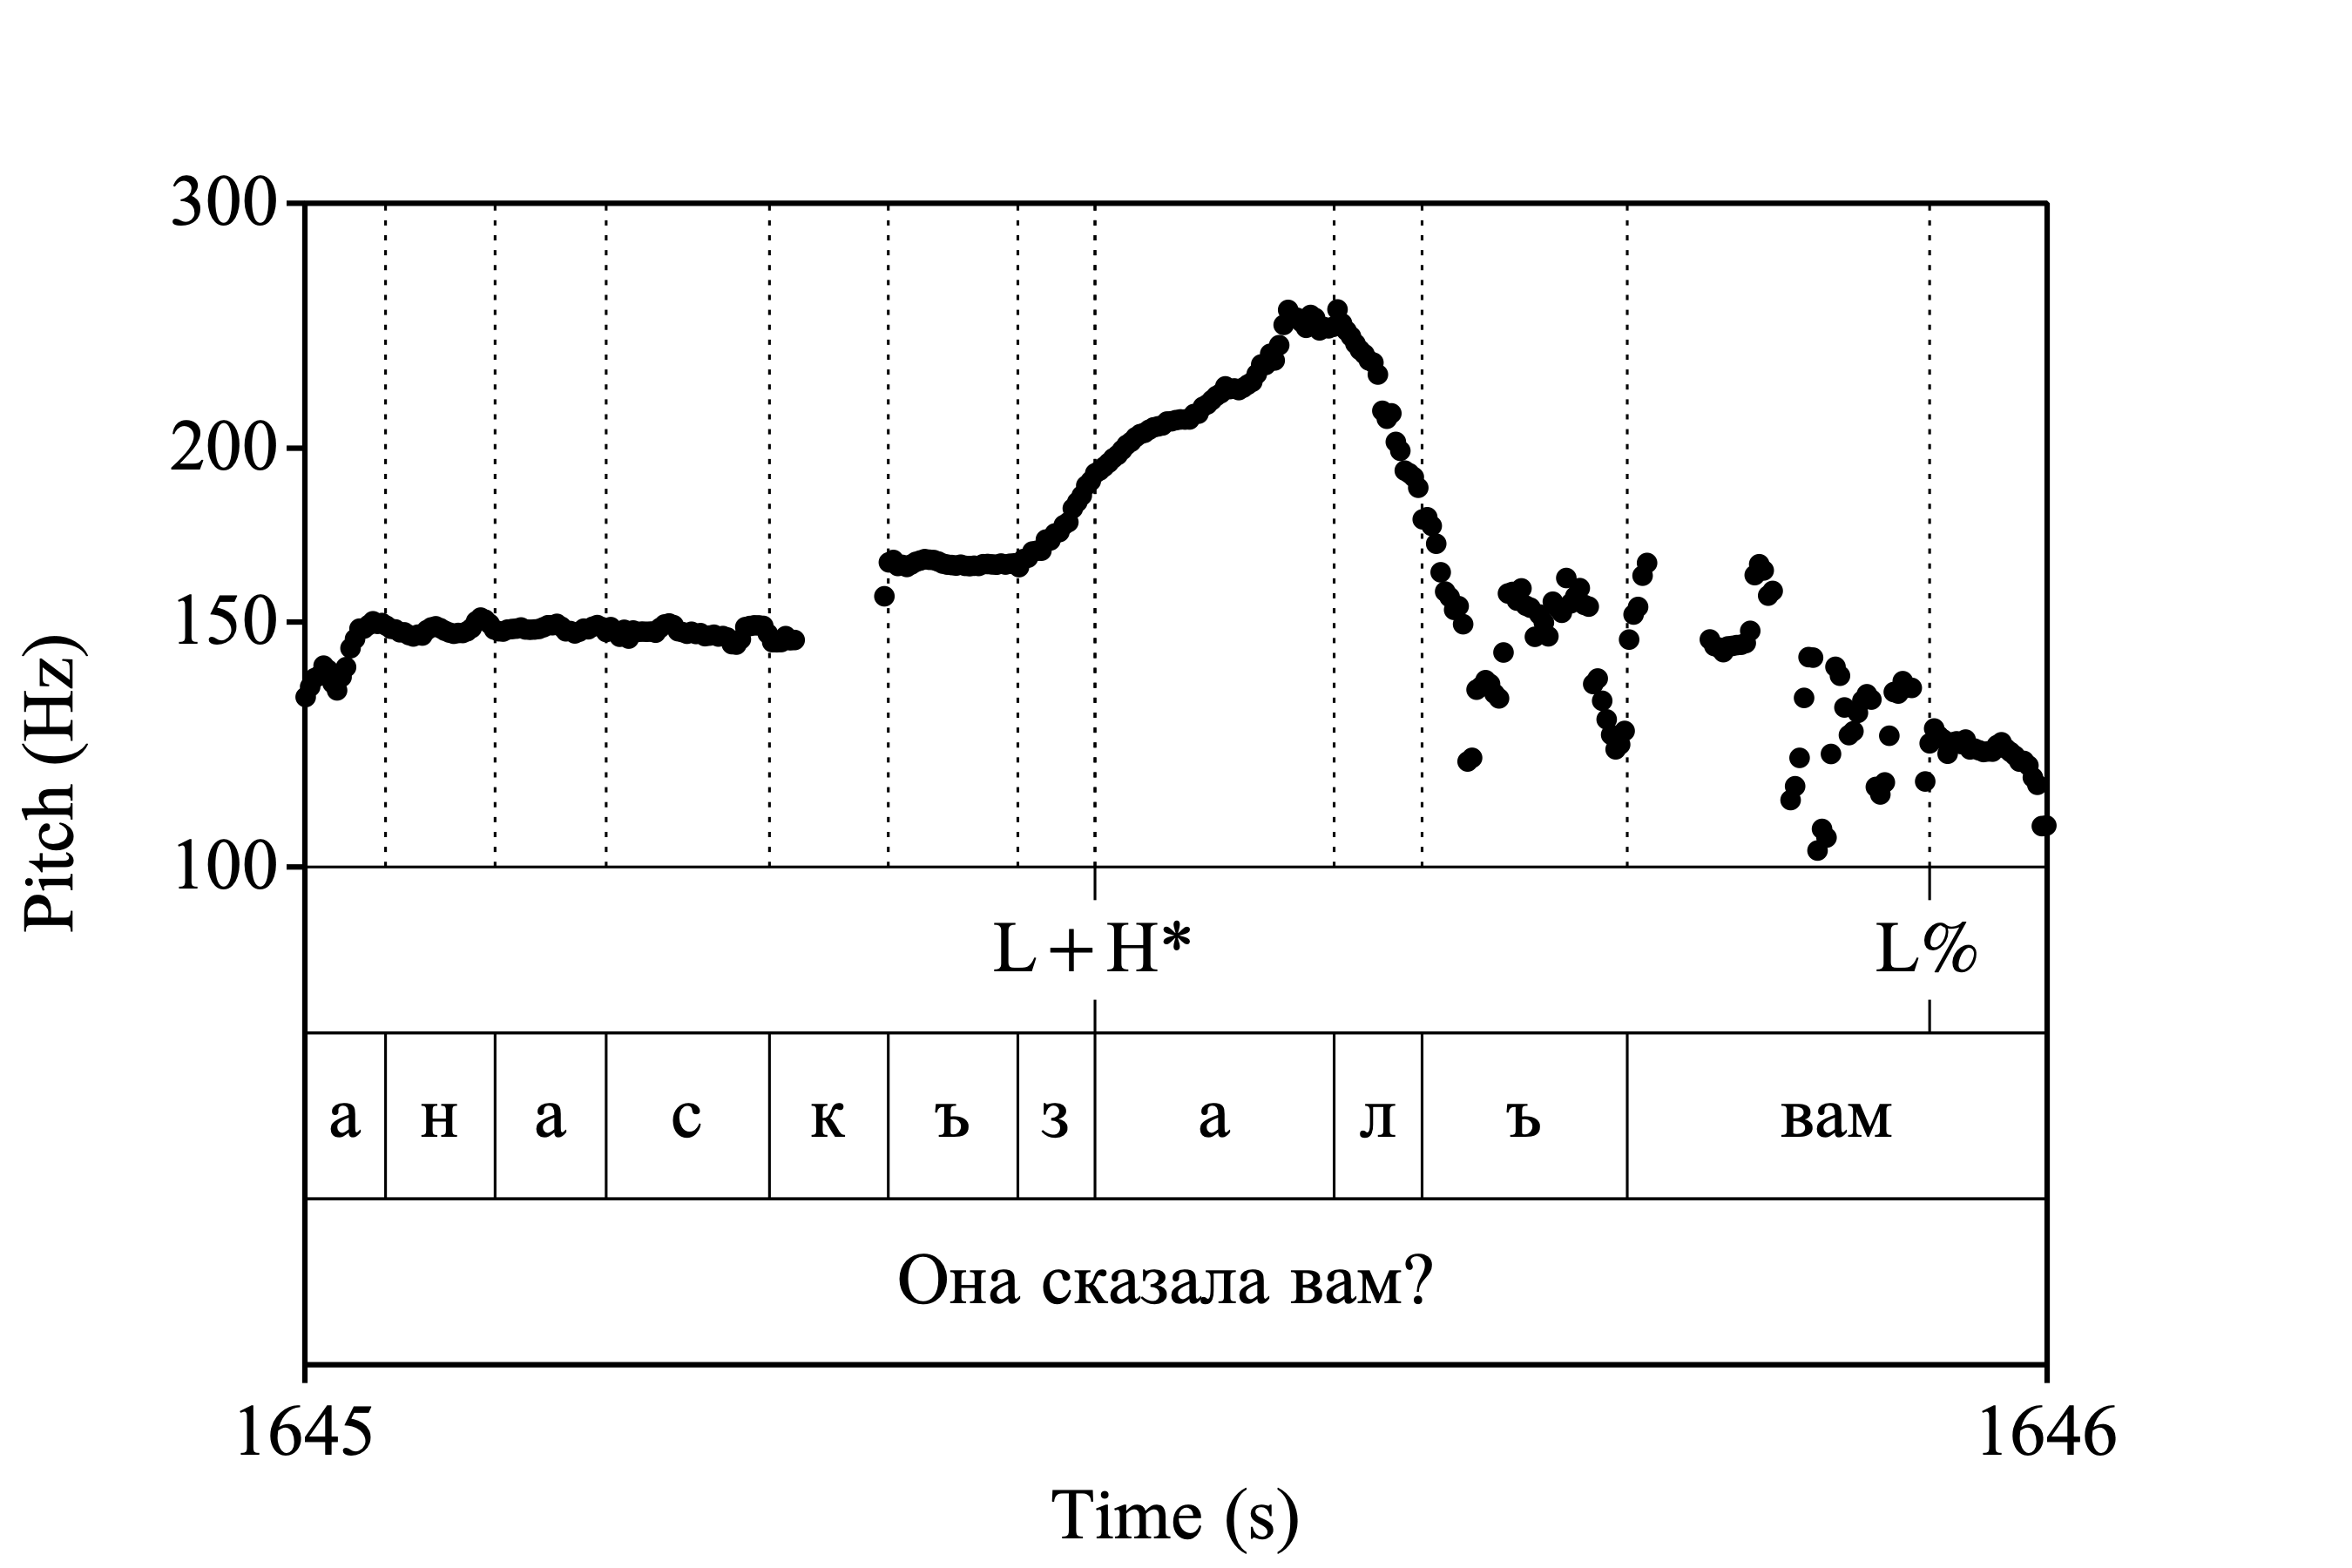 300
200
150
100
Pitch (Hz)
L + H* L%
а н а с к ъ з а л ъ вам
Она сказала вам?
1645 1646
Time (s)